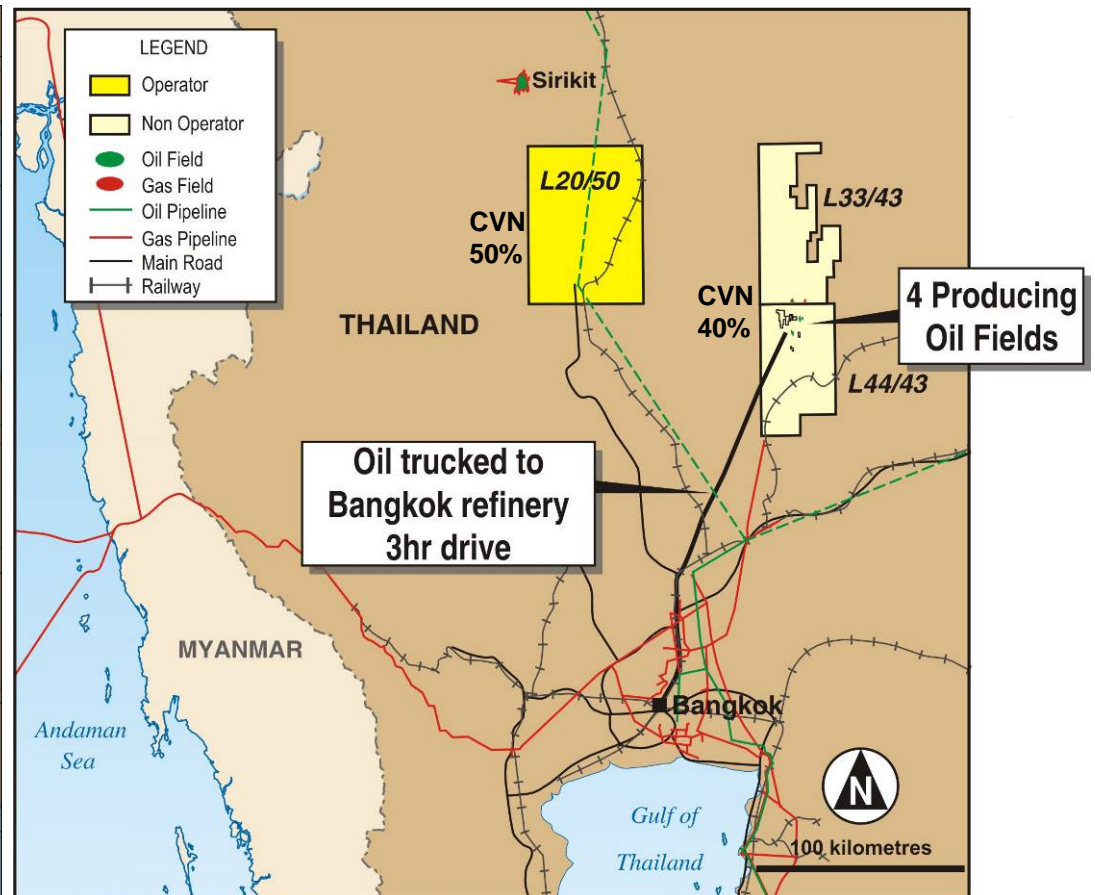 LEGEND
Operator
Non Operator
Oil Field
Gas Field
Oil Pipeline
Gas Pipeline
Main Road
Railway
Sirikit
L20/50
CVN
50%
L33/43
CVN
40%
4 Producing
Oil Fields
THAILAND
L44/43
Oil trucked to
Bangkok refinery
3hr drive
MYANMAR
Bangkok
Andaman
Sea
Gulf of
Thailand
N
100 kilometres